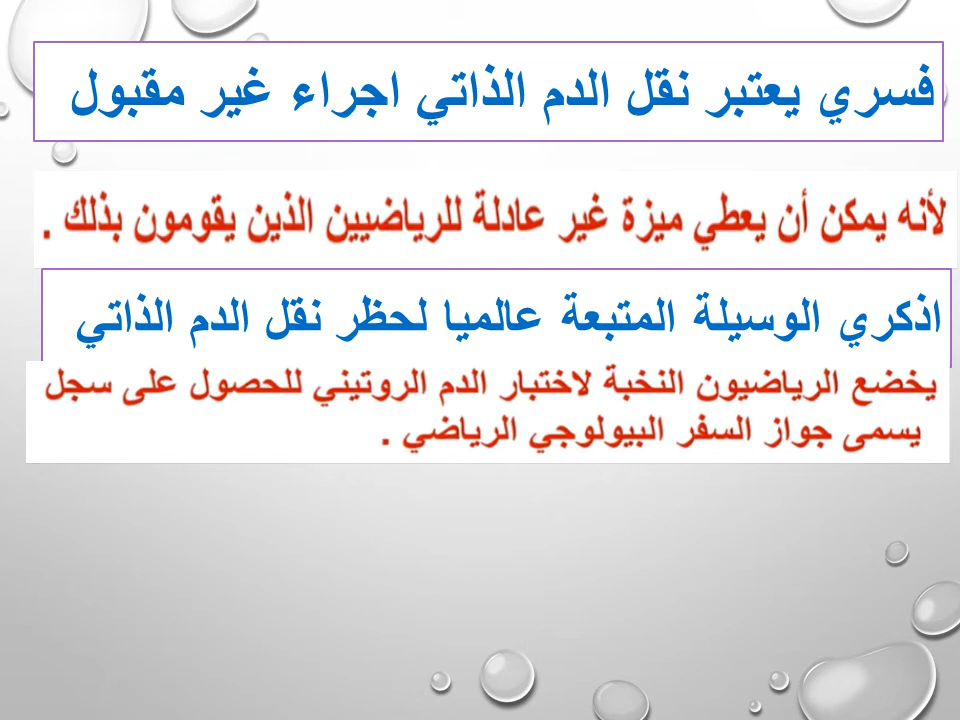 فسري يعتبر نقل الدم الذاتي اجراء غير مقبول
لأنه يمكن أن يعطي ميزة غير عادلة للرياضيين الذين يقومون بذلك .
اذكري الوسيلة المتبعة عالميا لحظر نقل الدم الذاتي
يخضع الرياضيون النخبة لاختبار الدم الروتيني للحصول على سجل
يسمى جواز السفر البيولوجي الرياضي .